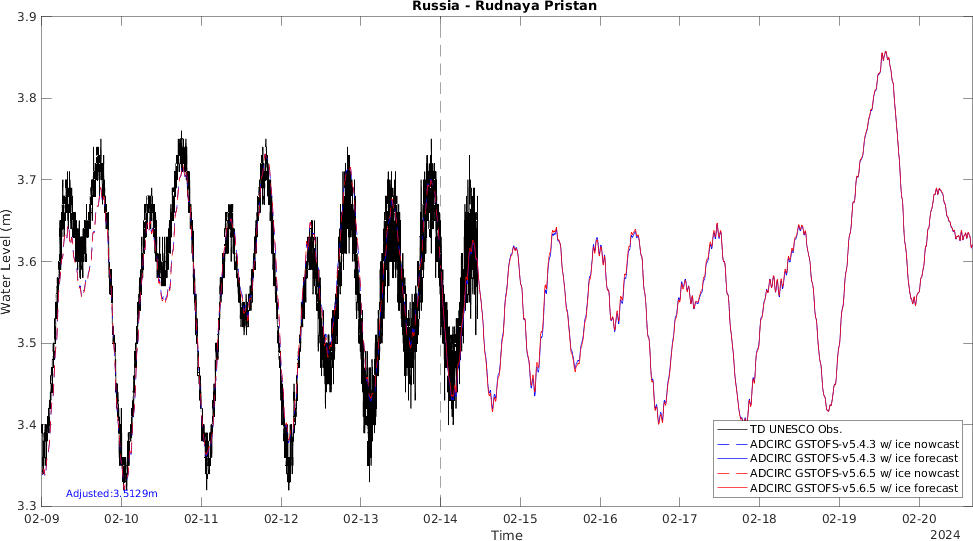 Russia - Rudnaya Pristan
3.9
3.8
3.7
3.6
3.5
3.4
3.3
Water Level (m)
TD UNESCO Obs.
ADCIRC GSTOFS-v5.4.3 w/ ice nowcast
ADCIRC GSTOFS-v5.4.3 w/ ice forecast
ADCIRC GSTOFS-v5.6.5 w/ ice nowcast
ADCIRC GSTOFS-v5.6.5 w/ ice forecast
Adjusted:3.5129m
02-09 02-10 02-11 02-12 02-13 02-14 02-15 02-16 02-17 02-18 02-19 02-20
Time
2024